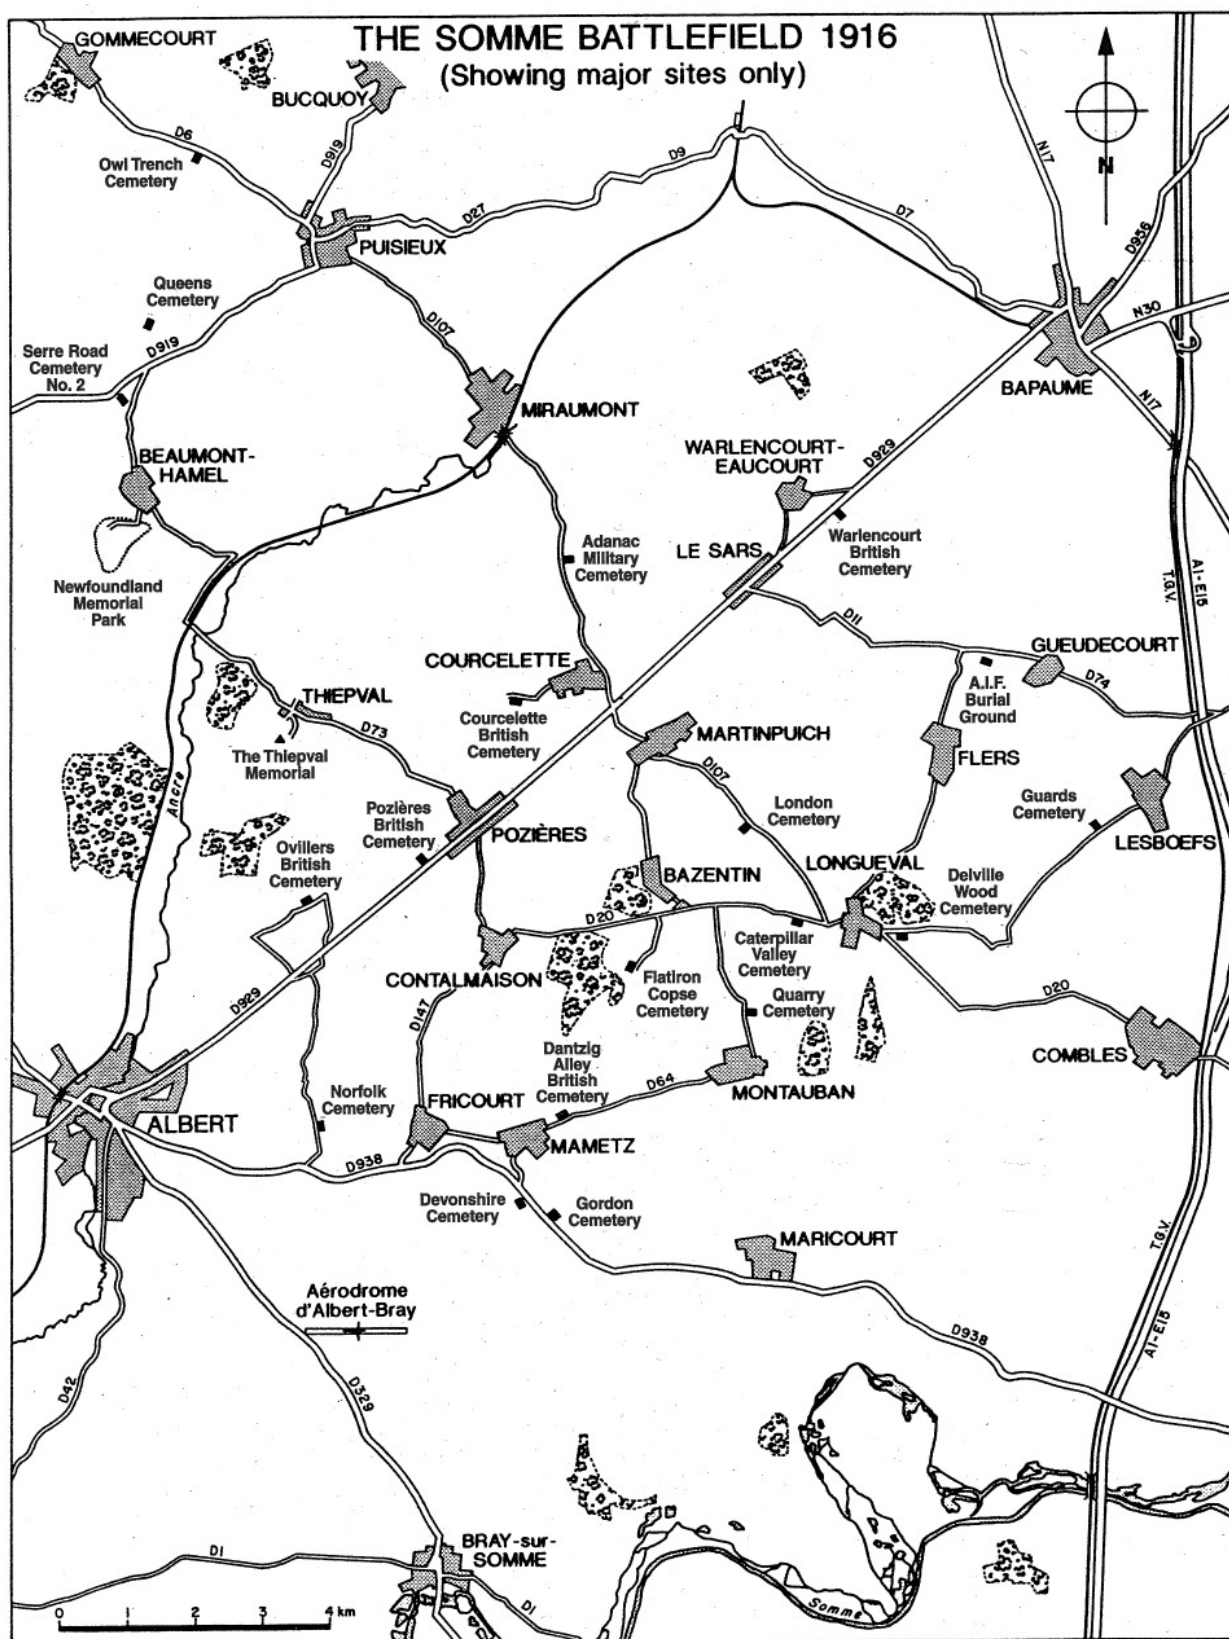 THE SOMME BATTLEFIELD 1916
(Showing major sites only)
GOMMECOURT
BUCQUOY
N
D6
D919
D9
N17
Owl Trench
Cemetery
D27
D7
D936
PUISIEUX
Queens
Cemetery
D107
N30
D919
Serre Road
Cemetery
No. 2
BAPAUME
N17
MIRAUMONT
BEAUMONT-
HAMEL
WARLENCOURT-
EAUCOURT
D929
LE SARS
Adanac
Military
Cemetery
Warlencourt
British
Cemetery
Newfoundland
Memorial
Park
T.G.V.
A1-E15
D11
GUEUDECOURT
COURCELETTE
D74
A.I.F.
Burial
Ground
THIEPVAL
Courcelette
British
Cemetery
D73
MARTINPUICH
The Thiepval
Memorial
FLERS
D107
Ancre
Pozières
British
Cemetery
London
Cemetery
Guards
Cemetery
POZIÈRES
LESBOEFS
Ovillers
British
Cemetery
BAZENTIN
LONGUEVAL
Delville
Wood
Cemetery
D20
Caterpillar
Valley
Cemetery
CONTALMAISON
Flatiron
Copse
Cemetery
Quarry
Cemetery
D20
D929
D147
Dantzig
Alley
British
Cemetery
COMBLES
D64
MONTAUBAN
Norfolk
Cemetery
FRICOURT
ALBERT
MAMETZ
D938
Devonshire
Cemetery
Gordon
Cemetery
MARICOURT
T.G.V.
Aérodrome
d'Albert-Bray
D938
A1-E15
D42
D329
BRAY-sur-
SOMME
D1
D1
Somme
0 1 2 3 4 km